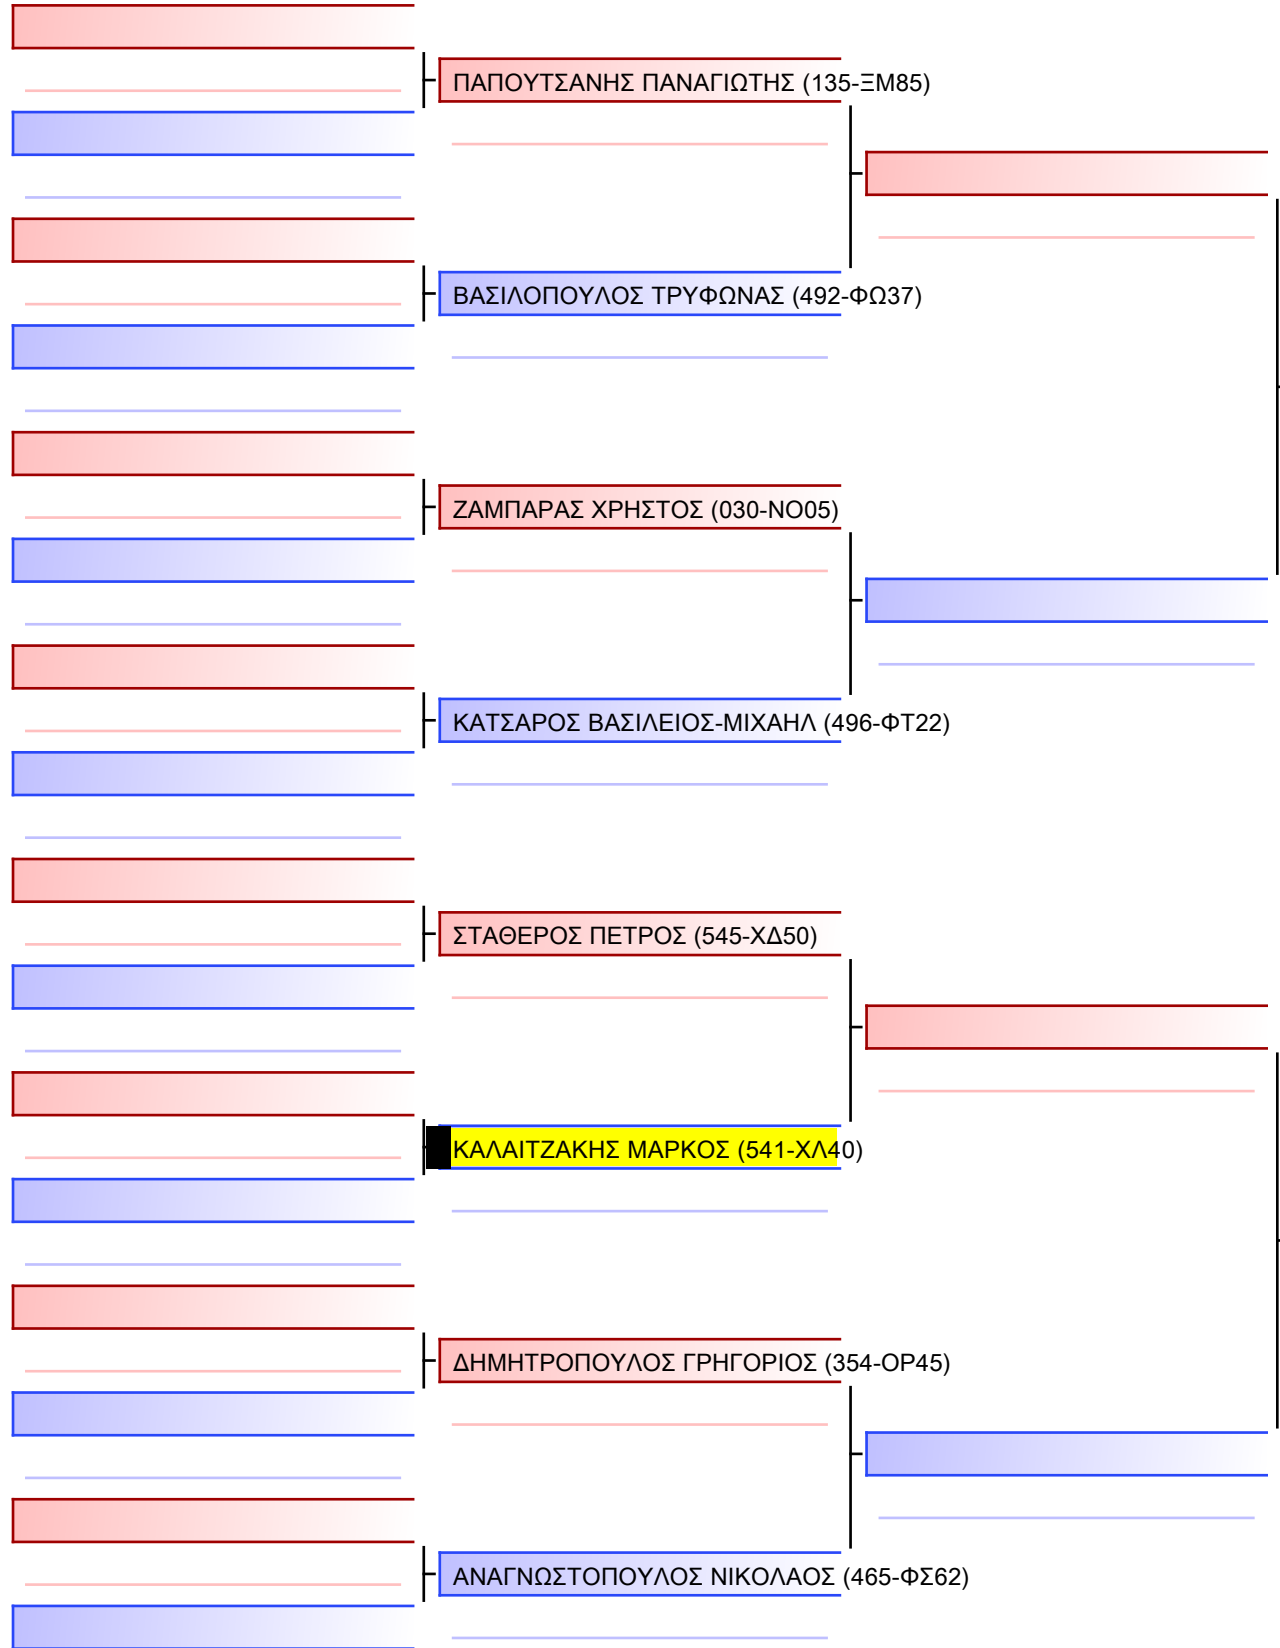 ΠΑΠΟΥΤΣΑΝΗΣ ΠΑΝΑΓΙΩΤΗΣ (135-ΞΜ85)
ΒΑΣΙΛΟΠΟΥΛΟΣ ΤΡΥΦΩΝΑΣ (492-ΦΩ37)
ΖΑΜΠΑΡΑΣ ΧΡΗΣΤΟΣ (030-ΝΟ05)
ΚΑΤΣΑΡΟΣ ΒΑΣΙΛΕΙΟΣ-ΜΙΧΑΗΛ (496-ΦΤ22)
ΣΤΑΘΕΡΟΣ ΠΕΤΡΟΣ (545-ΧΔ50)
ΚΑΛΑΙΤΖΑΚΗΣ ΜΑΡΚΟΣ (541-ΧΛ40)
ΔΗΜΗΤΡΟΠΟΥΛΟΣ ΓΡΗΓΟΡΙΟΣ (354-ΟΡ45)
ΑΝΑΓΝΩΣΤΟΠΟΥΛΟΣ ΝΙΚΟΛΑΟΣ (465-ΦΣ62)